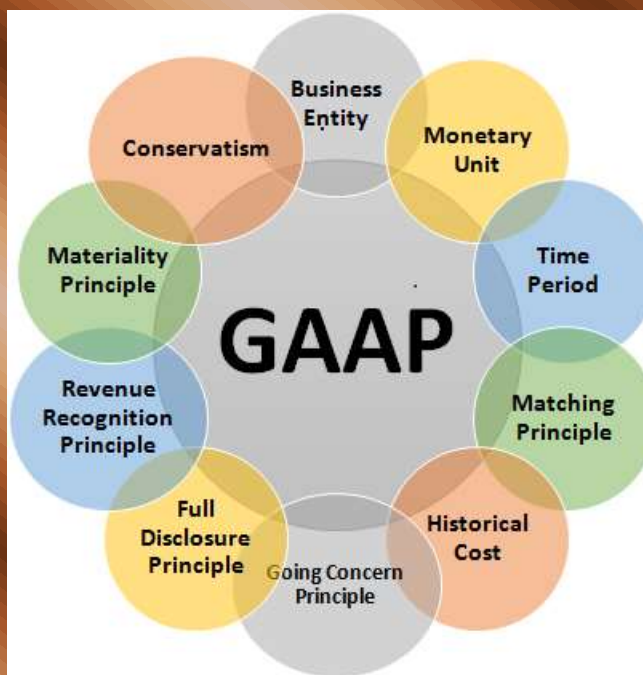 Business
Entity
Monetary
Unit
Time
Period
Matching
Principle
Historical
Cost
Going Concern
Principle
Full
Disclosure
Principle
Revenue
Recognition
Principle
Materiality
Principle
Conservatism
GAAP